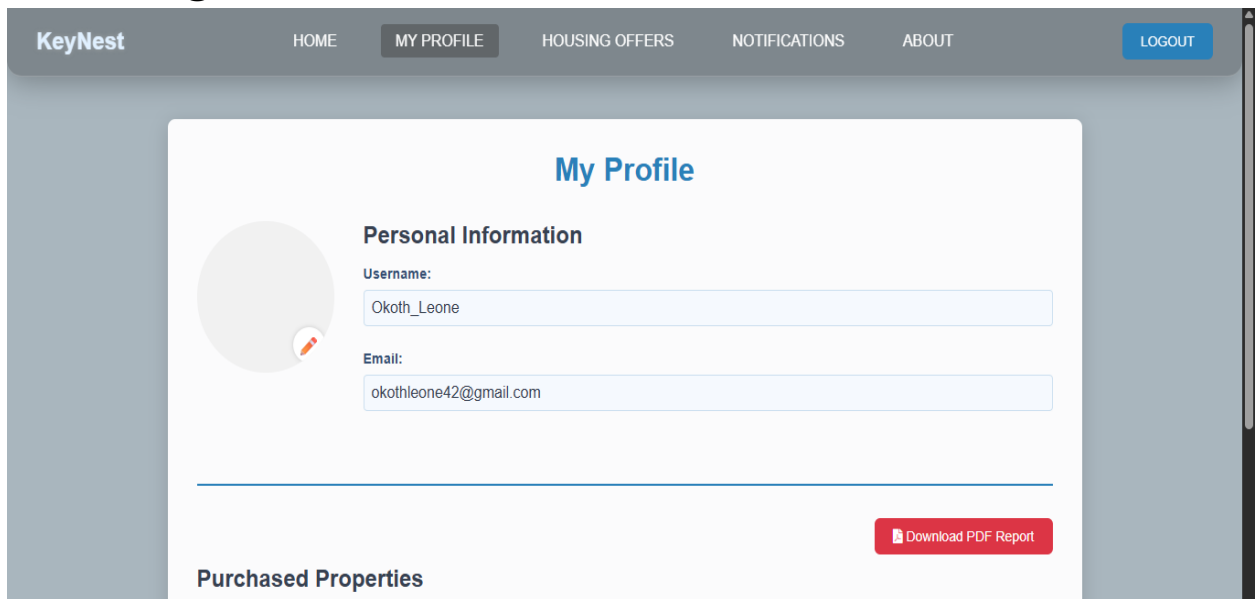 KeyNest HOME MY PROFILE HOUSING OFFERS NOTIFICATIONS ABOUT LOGOUT
My Profile
Personal Information
Username:
Okoth_Leone
Email:
okothleone42@gmail.com
Download PDF Report
Purchased Properties